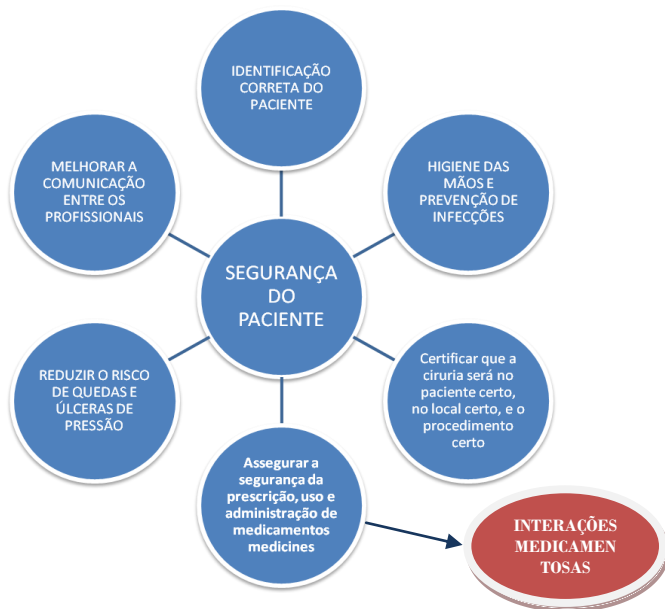 IDENTIFICAÇÃO
CORRETA DO
PACIENTE
MELHORAR A
COMUNICAÇÃO
ENTRE OS
PROFISSIONAIS
HIGIENE DAS
MÃOS E
PREVENÇÃO DE
INFECÇÕES
SEGURANÇA
DO
PACIENTE
REDUZIR O RISCO
DE QUEDAS E
ÚLCERAS DE
PRESSÃO
Certificar que a
ciruria será no
paciente certo,
no local certo, e o
procedimento
certo
Assegurar a
segurança da
prescrição, uso e
administração de
medicamentos
medicines
INTERAÇÕES
MEDICAMEN
TOSAS